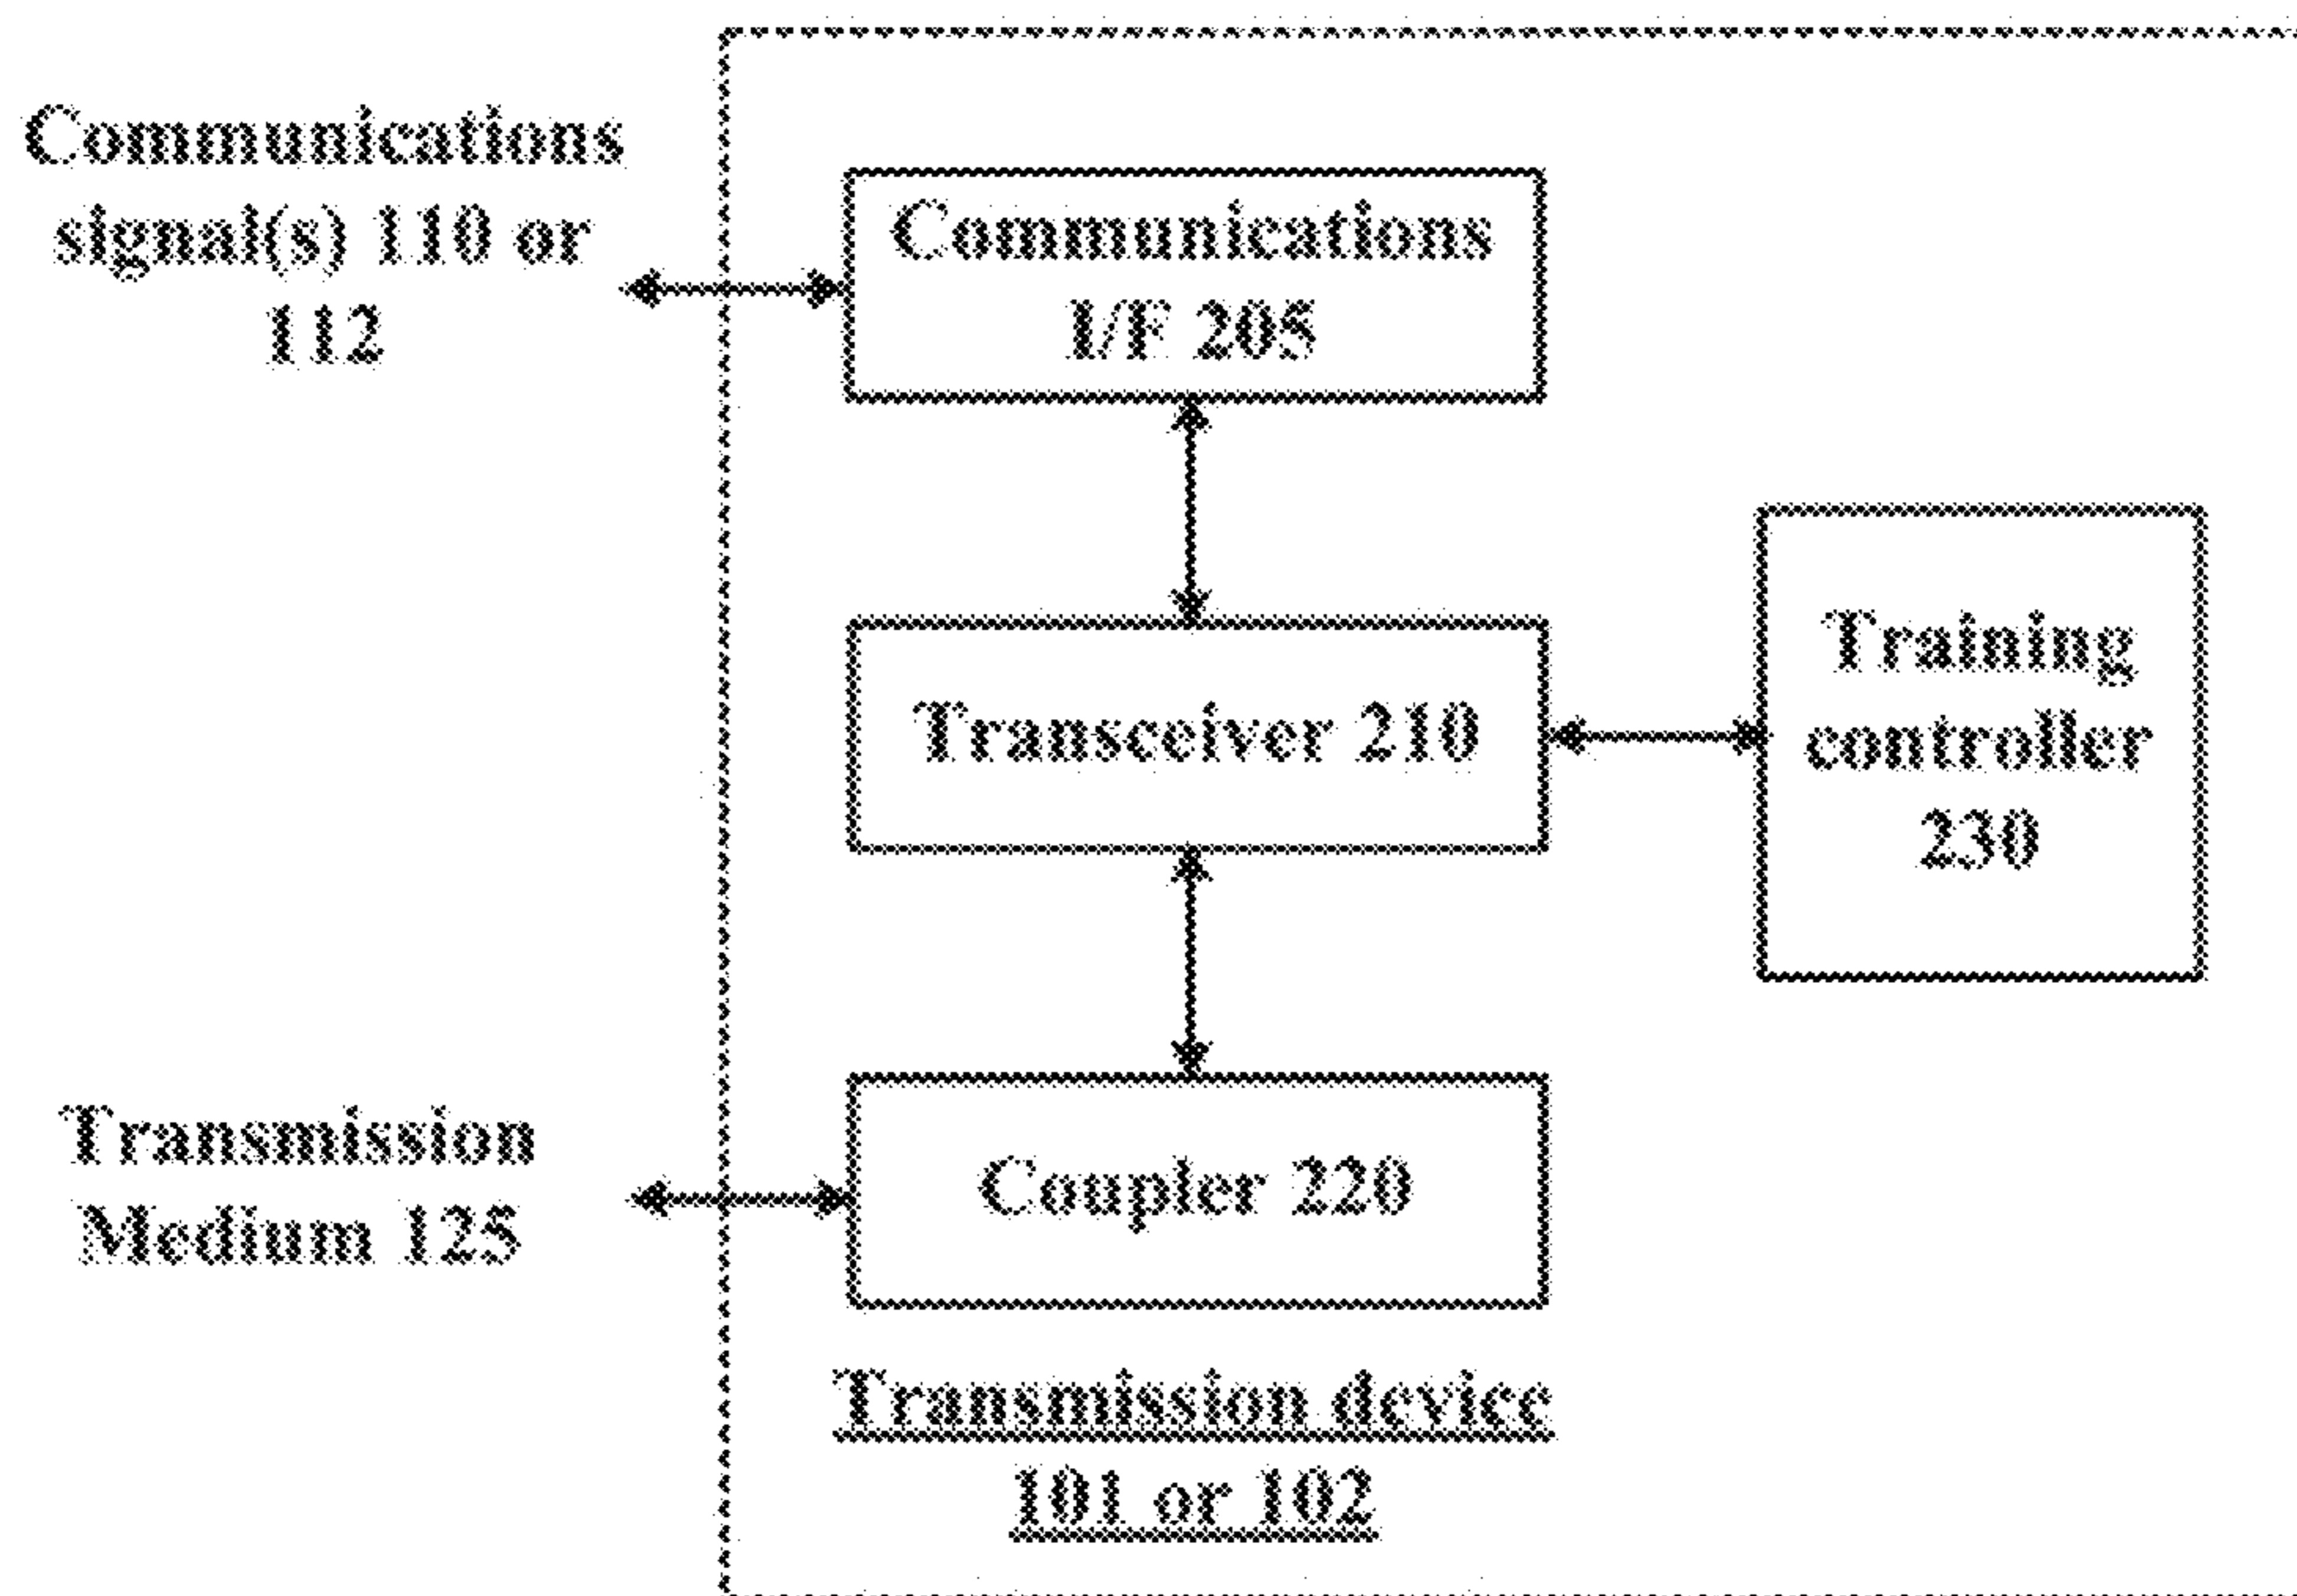 Communications
signal(s) 110 or
112
Communications
I/F 205
Transceiver 210
Training
controller
230
Transmission
Medium 125
Coupler 220
Transmission device
101 or 102